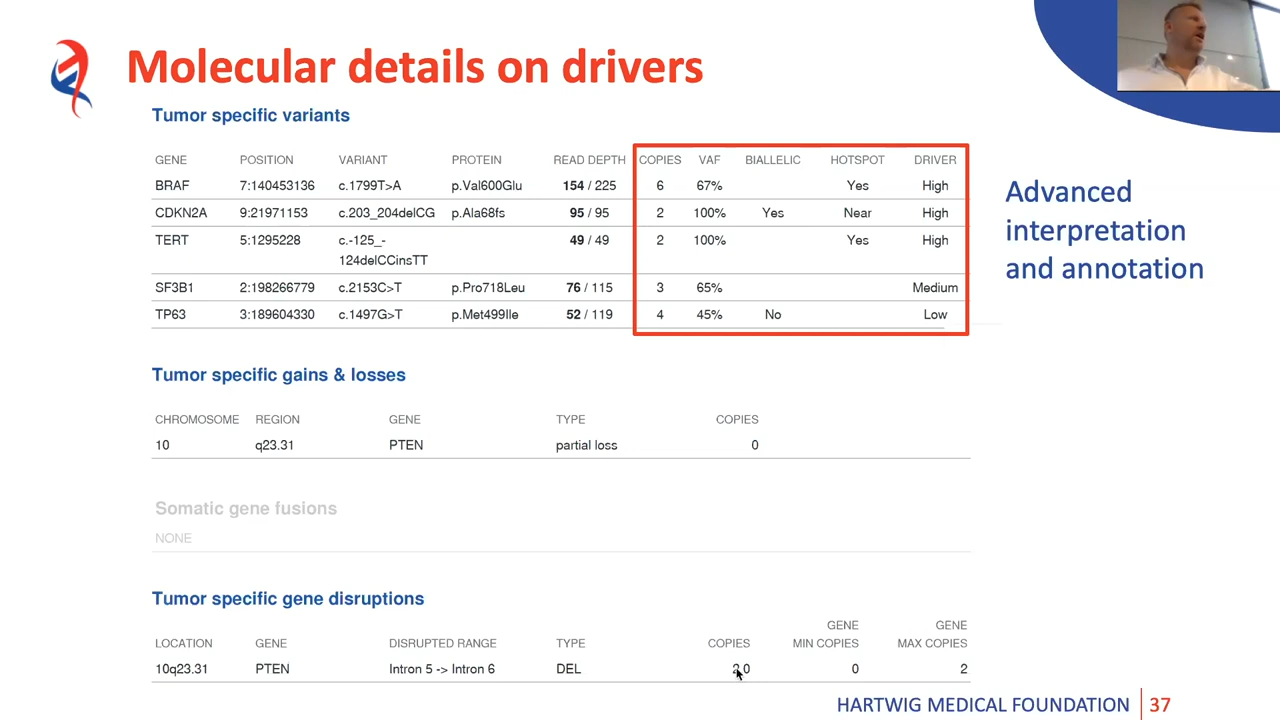 Molecular details on drivers
Tumor specific variants
GENE POSITION VARIANT PROTEIN READ DEPTH COPIES VAF BIALLELIC HOTSPOT DRIVER
BRAF 7:140453136 c.1799T>A p.Val600Glu 154 / 225 6 67% Yes High
CDKN2A 9:21971153 c.203_204delCG p.Ala68fs 95 / 95 2 100% Yes Near High
TERT 5:1295228 c.-125_- 49 / 49 2 100% Yes High
124delCCinsTT
SF3B1 2:198266779 c.2153C>T p.Pro718Leu 76 / 115 3 65% Medium
TP63 3:189604330 c.1497G>T p.Met499Ile 52 / 119 4 45% No Low
Advanced
interpretation
and annotation
Tumor specific gains & losses
CHROMOSOME REGION GENE TYPE COPIES
10 q23.31 PTEN partial loss 0
Somatic gene fusions
NONE
Tumor specific gene disruptions
GENE GENE
LOCATION GENE DISRUPTED RANGE TYPE COPIES MIN COPIES MAX COPIES
10q23.31 PTEN Intron 5 -> Intron 6 DEL 0 2
HARTWIG MEDICAL FOUNDATION 37